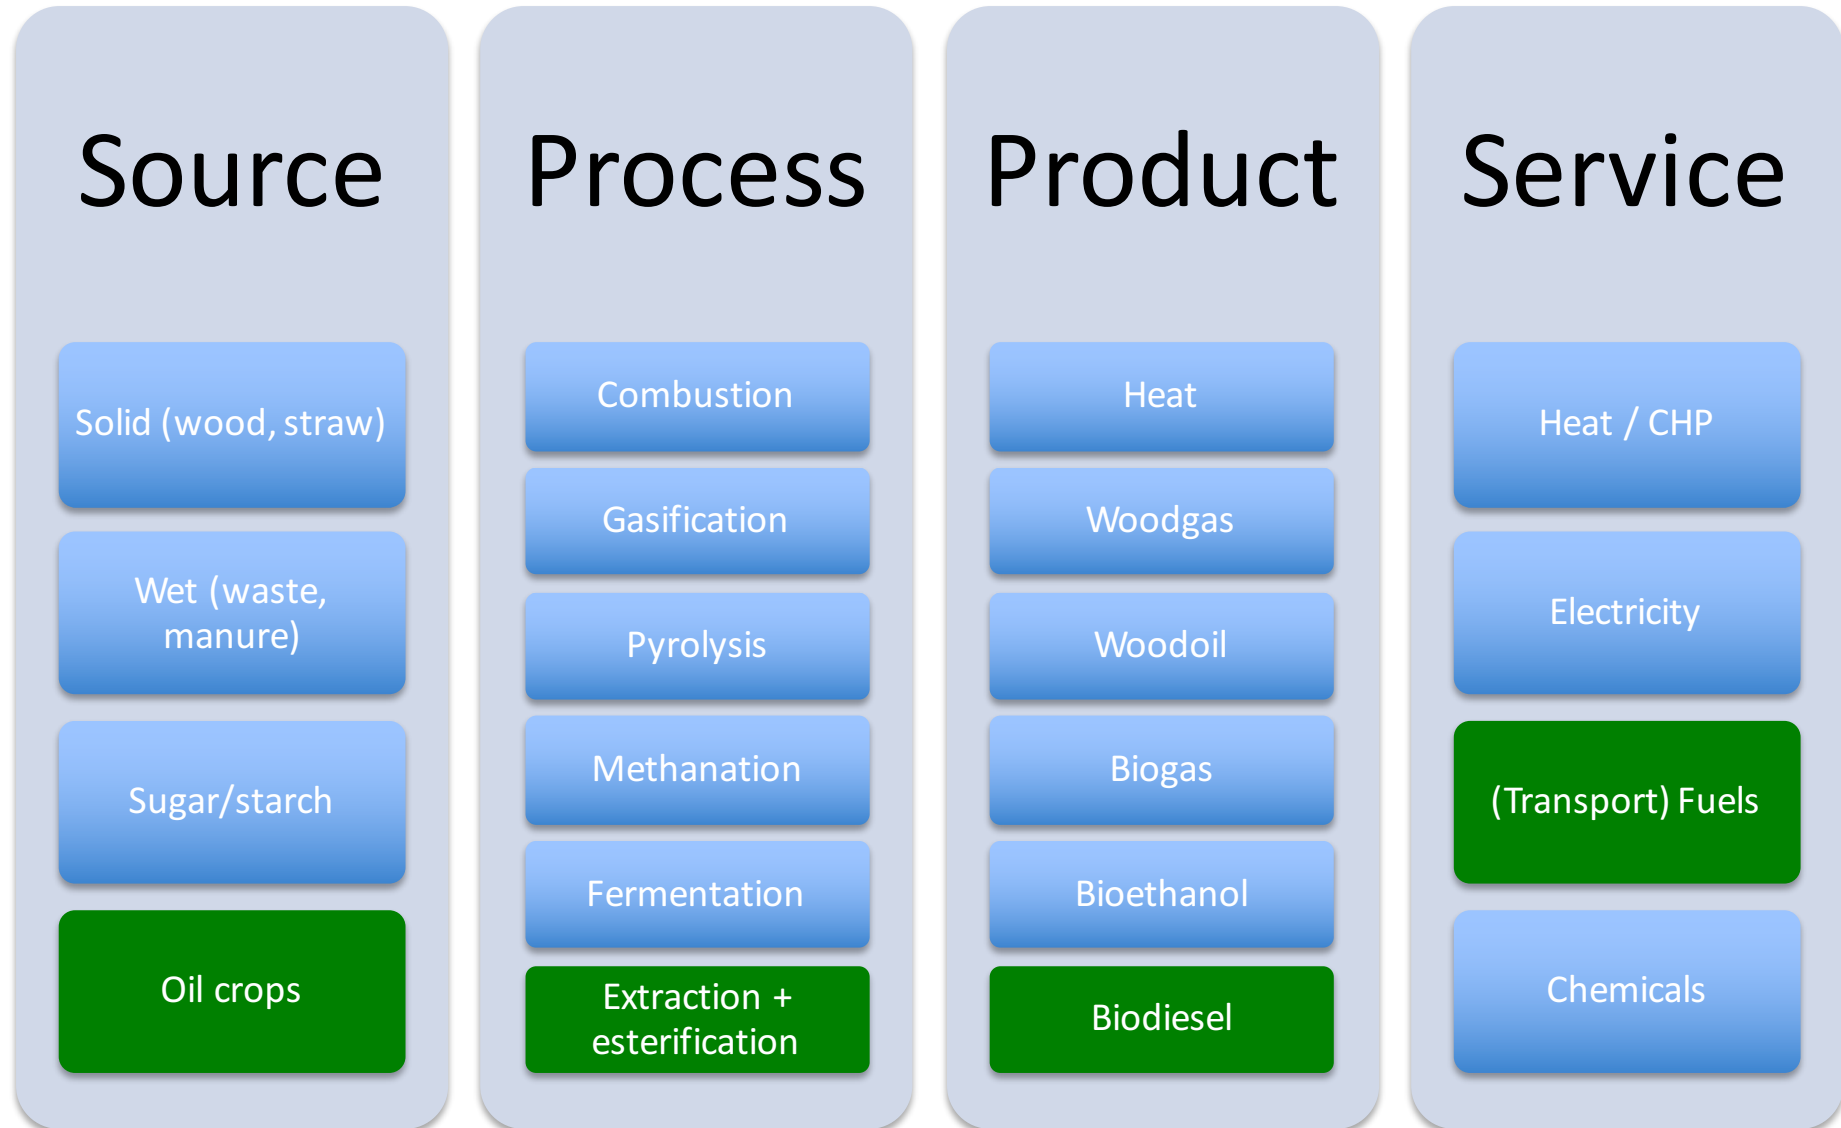 Source
Solid (wood, straw)
Wet (waste,
manure)
Sugar/starch
Oil crops
Process
Combustion
Gasification
Pyrolysis
Methanation
Fermentation
Extraction +
esterification
Product
Heat
Woodgas
Woodoil
Biogas
Bioethanol
Biodiesel
Service
Heat / CHP
Electricity
(Transport) Fuels
Chemicals